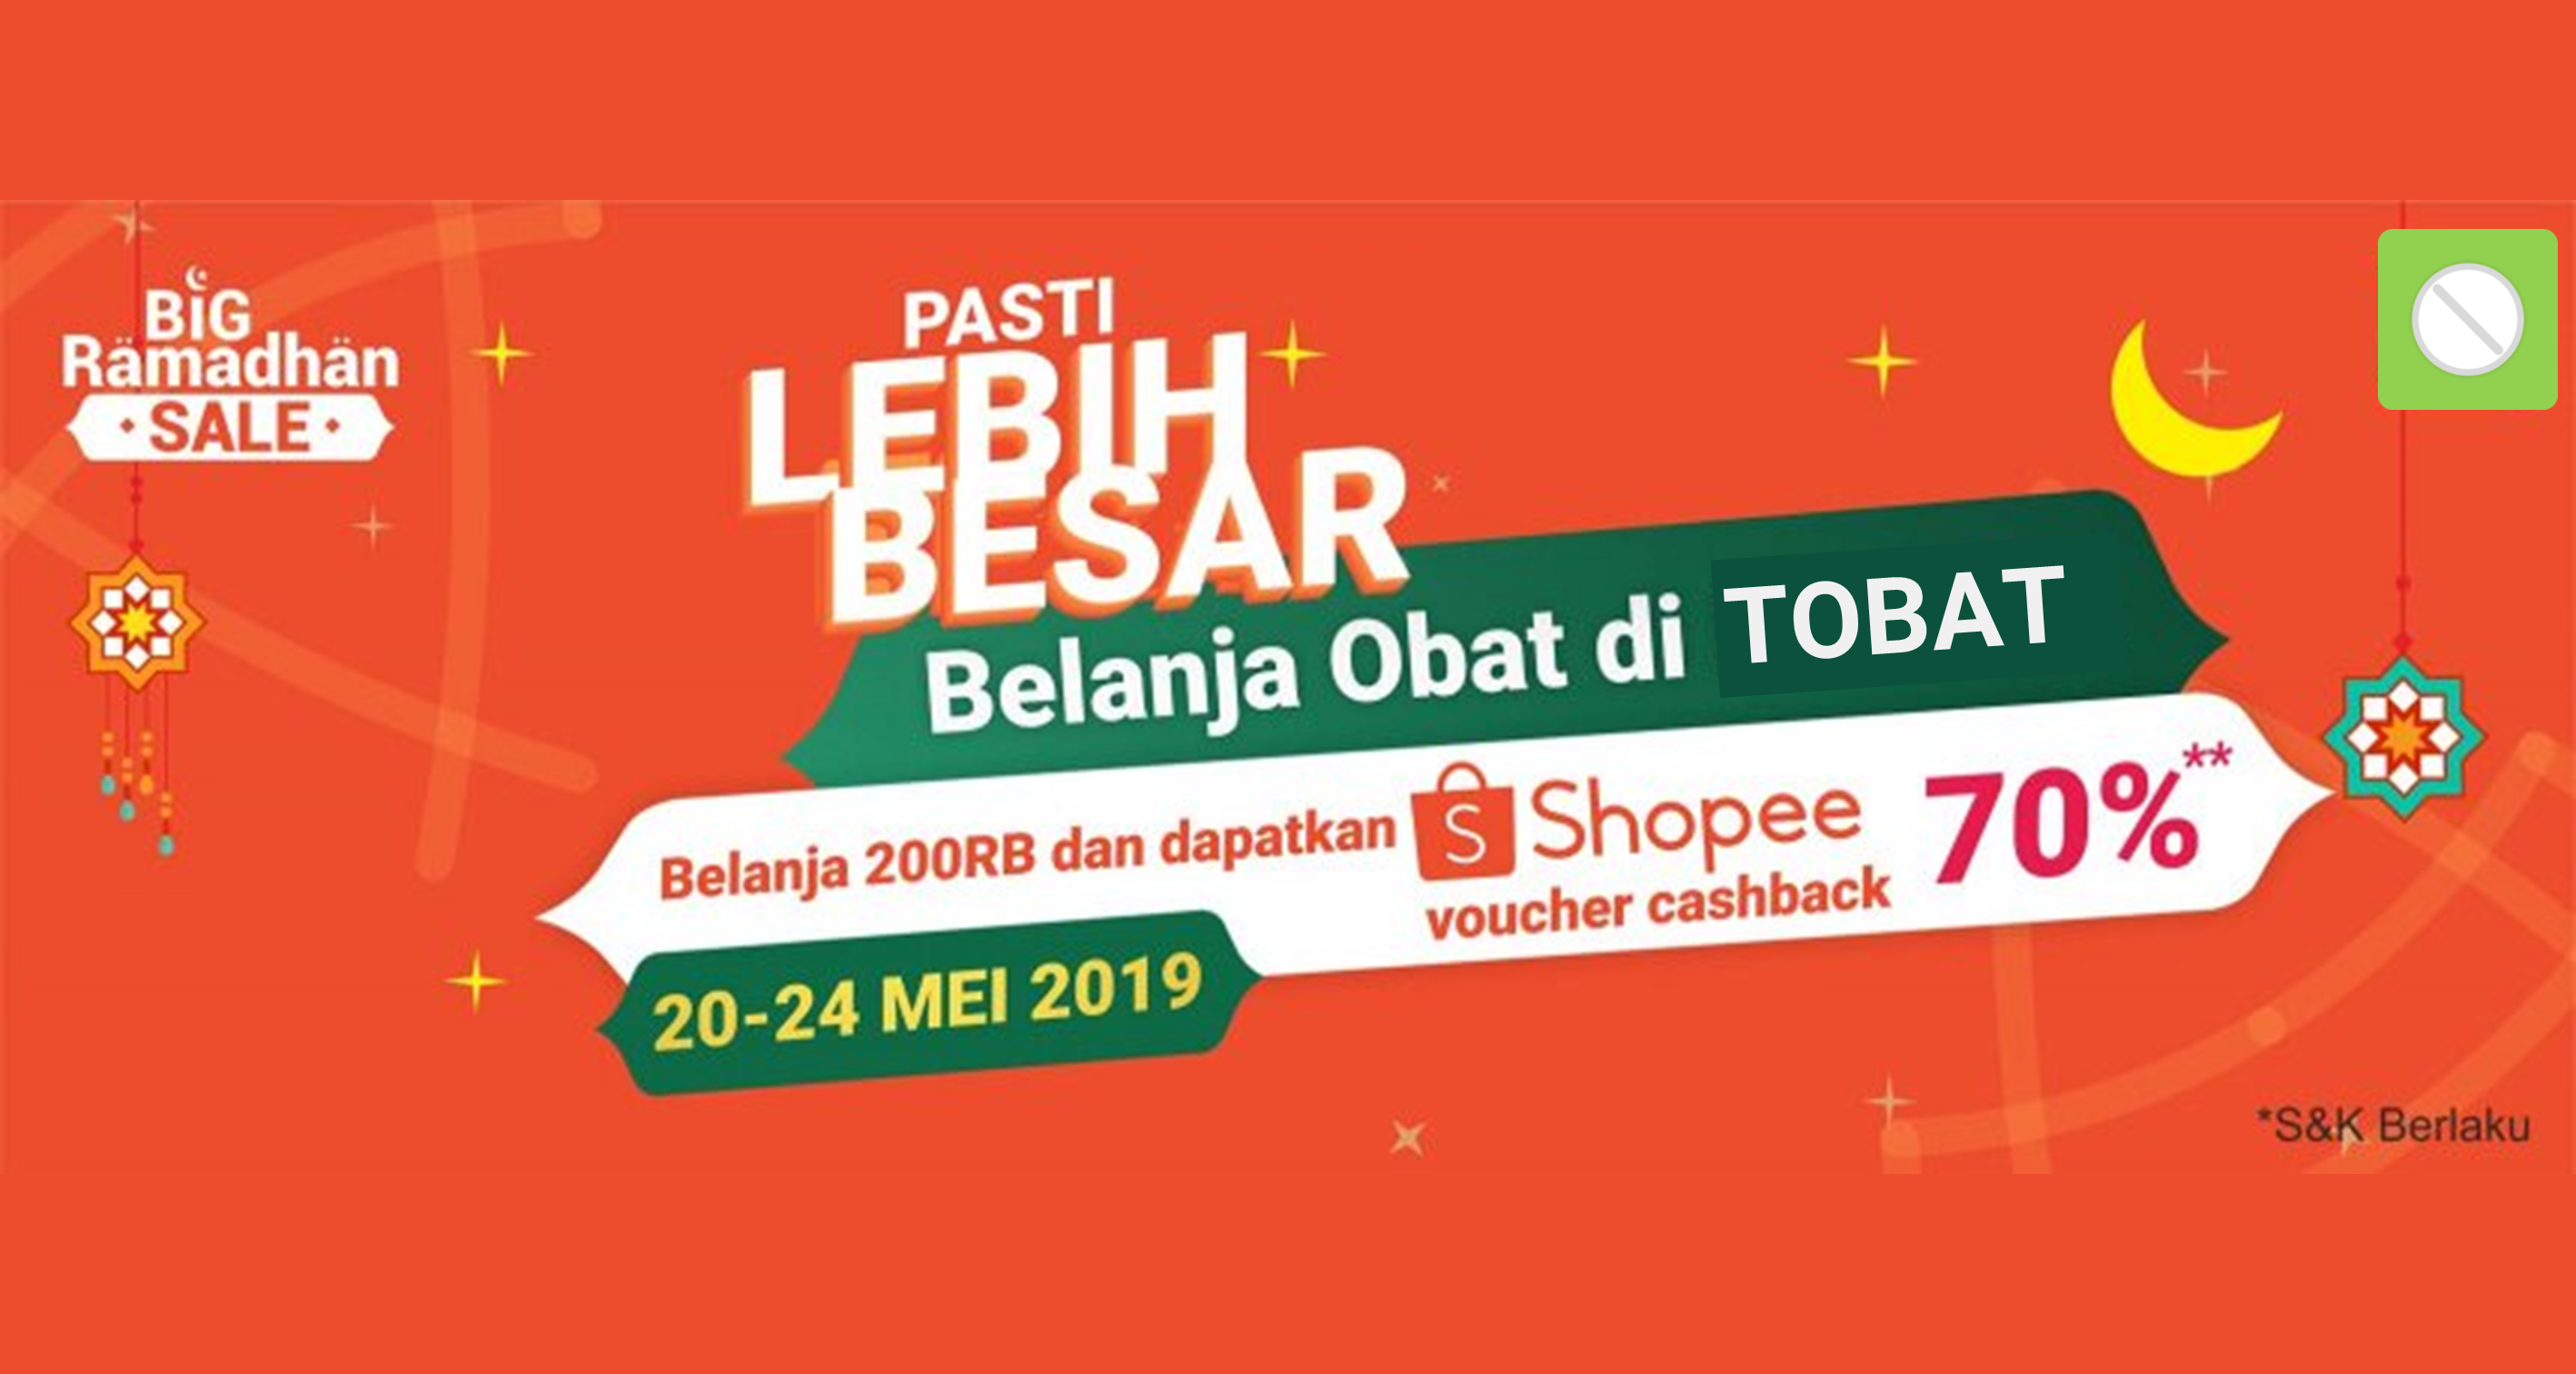 BiG
Rämadhän
SALE
PASTI
LEBIH
BESAR
Belanja Obat di TOBAT
Belanja 200RB dan dapatkan Shopee 70%**
voucher cashback
20-24 MEI 2019
*S&K Berlaku